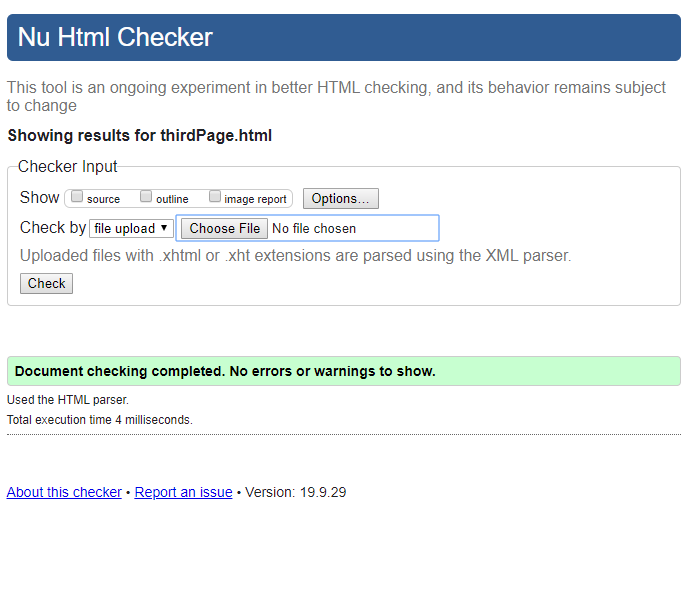 Nu Html Checker
This tool is an ongoing experiment in better HTML checking, and its behavior remains subject
to change
Showing results for thirdPage.html
Checker Input
Show source outline image report Options...
Check by file upload Choose File No file chosen
Uploaded files with .xhtml or .xht extensions are parsed using the XML parser.
Check
Document checking completed. No errors or warnings to show.
Used the HTML parser.
Total execution time 4 milliseconds.
About this checker • Report an issue • Version: 19.9.29